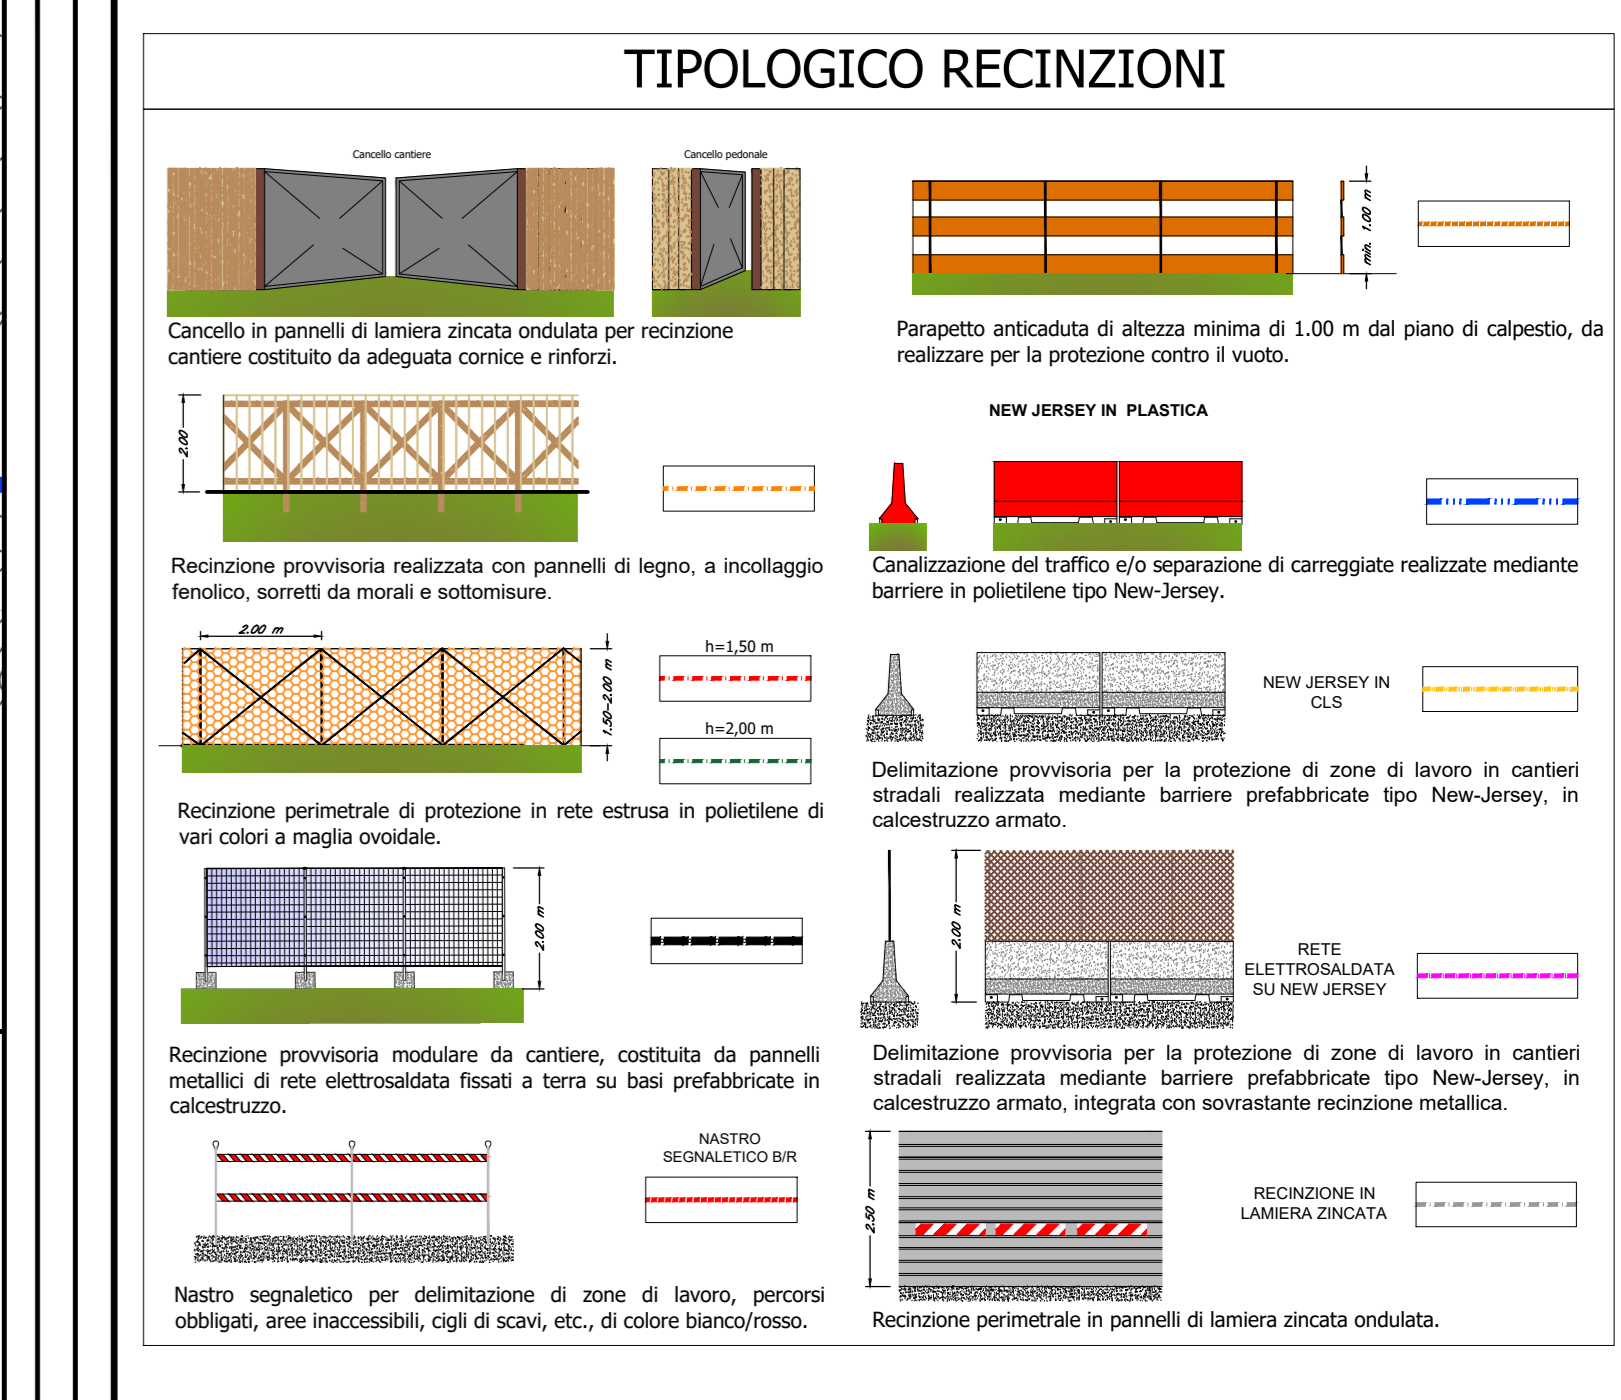 TIPOLOGICO RECINZIONI
Cancello cantiere
Cancello pedonale
Cancello in pannelli di lamiera zincata ondulata per recinzione
cantiere costituito da adeguata cornice e rinforzi.
2.00
Recinzione provvisoria realizzata con pannelli di legno, a incollaggio
fenolico, sorretti da morali e sottomisure.
2.00 m
1.50-2.00 m
h=1,50 m
h=2,00 m
Recinzione perimetrale di protezione in rete estrusa in polietilene di
vari colori a maglia ovoidale.
2.00 m
Recinzione provvisoria modulare da cantiere, costituita da pannelli
metallici di rete elettrosaldata fissati a terra su basi prefabbricate in
calcestruzzo.
NASTRO
SEGNALETICO B/R
Nastro segnaletico per delimitazione di zone di lavoro, percorsi
obbligati, aree inaccessibili, cigli di scavi, etc., di colore bianco/rosso.
min. 1.00 m
Parapetto anticaduta di altezza minima di 1.00 m dal piano di calpestio, da
realizzare per la protezione contro il vuoto.
NEW JERSEY IN PLASTICA
Canalizzazione del traffico e/o separazione di carreggiate realizzate mediante
barriere in polietilene tipo New-Jersey.
NEW JERSEY IN
CLS
Delimitazione provvisoria per la protezione di zone di lavoro in cantieri
stradali realizzata mediante barriere prefabbricate tipo New-Jersey, in
calcestruzzo armato.
2.00 m
RETE
ELETTROSALDATA
SU NEW JERSEY
Delimitazione provvisoria per la protezione di zone di lavoro in cantieri
stradali realizzata mediante barriere prefabbricate tipo New-Jersey, in
calcestruzzo armato, integrata con sovrastante recinzione metallica.
2.50 m
RECINZIONE IN
LAMIERA ZINCATA
Recinzione perimetrale in pannelli di lamiera zincata ondulata.